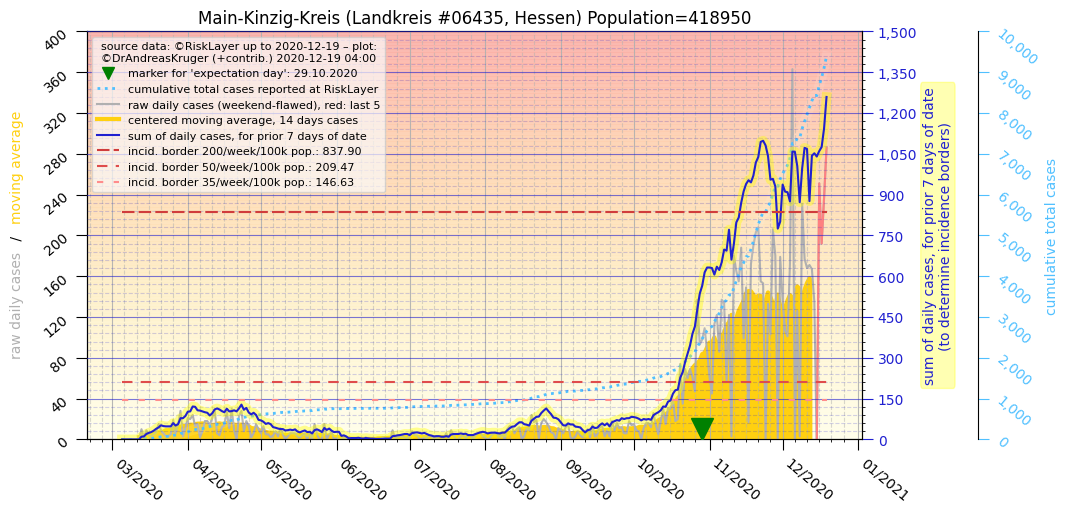 Main-Kinzig-Kreis (Landkreis #06435, Hessen) Population=418950
source data: ©RiskLayer up to 2020-12-19 – plot:
©DrAndreasKruger (+contrib.) 2020-12-19 04:00
marker for 'expectation day': 29.10.2020
cumulative total cases reported at RiskLayer
raw daily cases (weekend-flawed), red: last 5
centered moving average, 14 days cases
sum of daily cases, for prior 7 days of date
incid. border 200/week/100k pop.: 837.90
incid. border 50/week/100k pop.: 209.47
incid. border 35/week/100k pop.: 146.63
raw daily cases / moving average
400
360
320
280
240
200
160
120
80
40
0
03/2020
04/2020
05/2020
06/2020
07/2020
08/2020
09/2020
10/2020
11/2020
12/2020
01/2021
1,500
1,350
1,200
1,050
900
750
600
450
300
150
0
sum of daily cases, for prior 7 days of date
(to determine incidence borders)
10,000
9,000
8,000
7,000
6,000
5,000
4,000
3,000
2,000
1,000
0
cumulative total cases